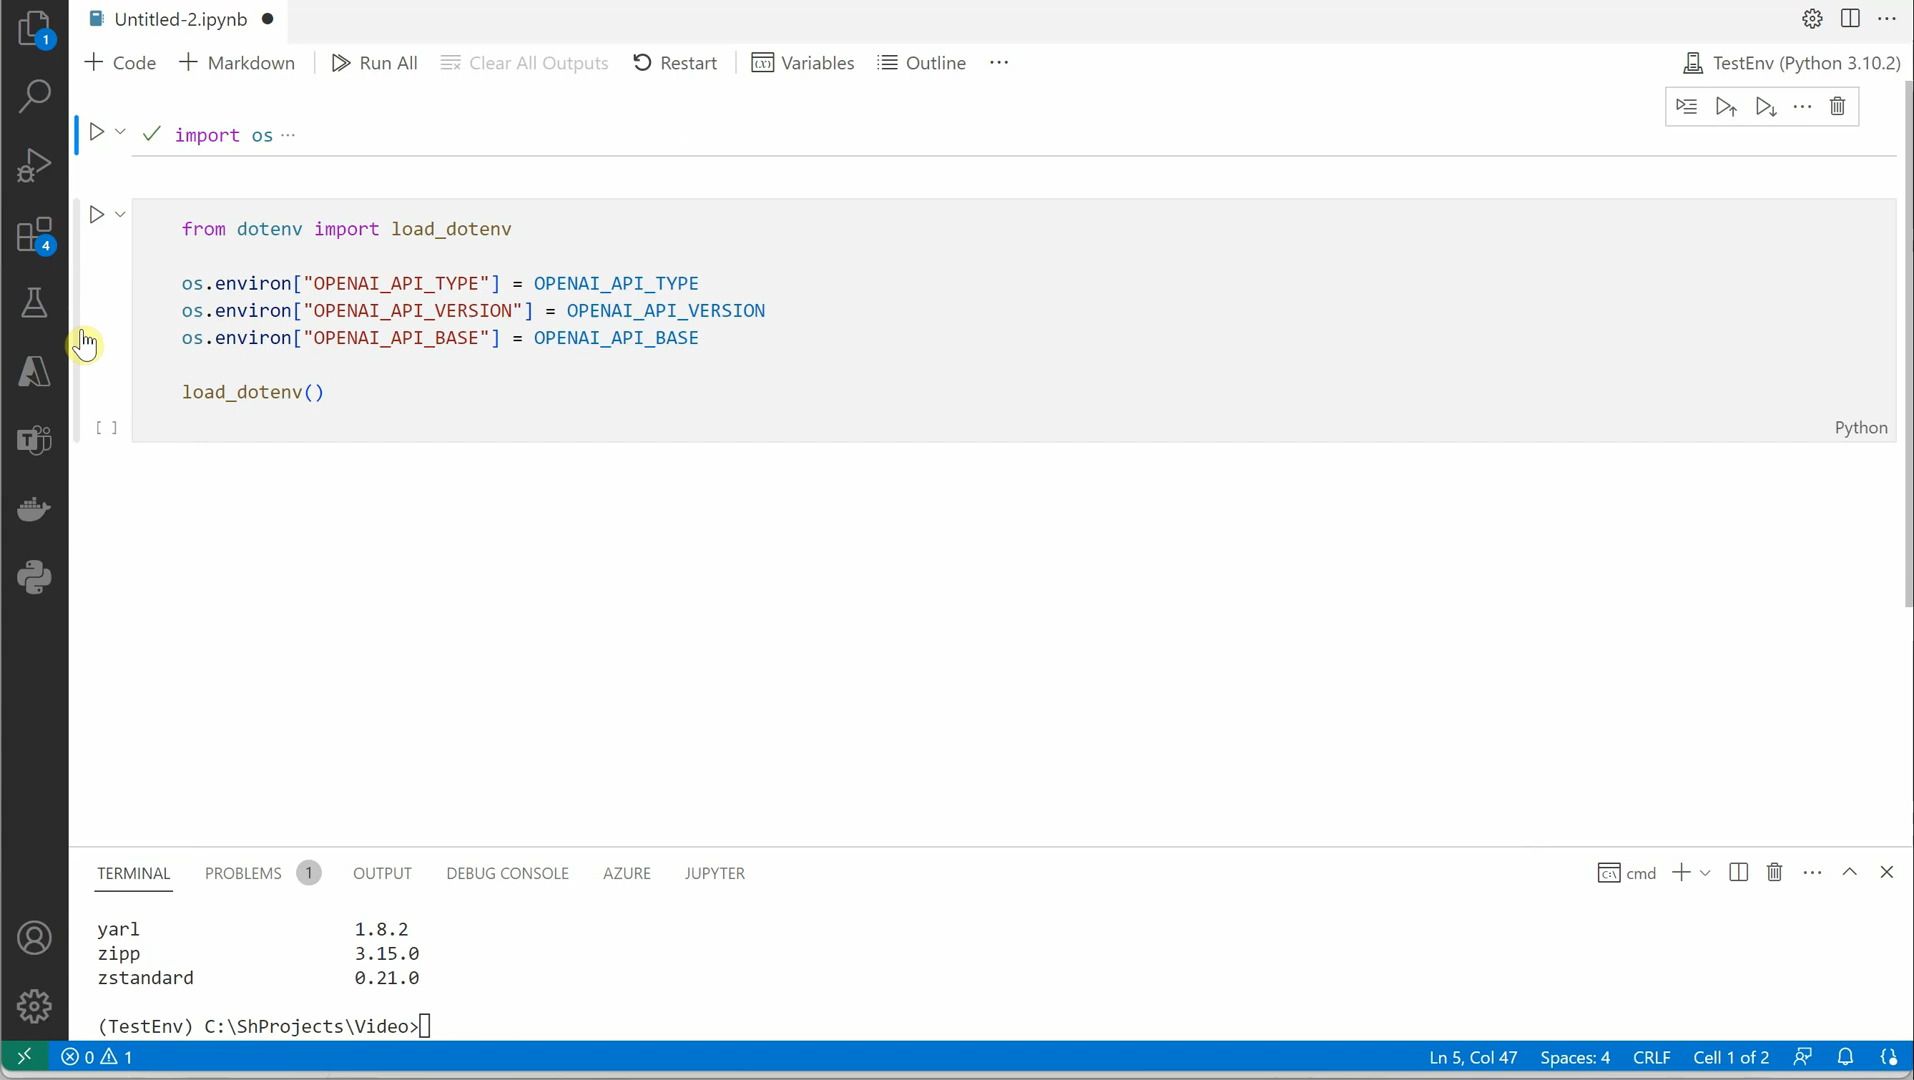 1
Untitled-2.ipynb
Code Markdown Run All Clear All Outputs Restart Variables Outline ...
TestEnv (Python 3.10.2)
import os ...
4
from dotenv import load_dotenv
os.environ["OPENAI_API_TYPE"] = OPENAI_API_TYPE
os.environ["OPENAI_API_VERSION"] = OPENAI_API_VERSION
os.environ["OPENAI_API_BASE"] = OPENAI_API_BASE
load_dotenv()
[ ]
Python
TERMINAL PROBLEMS 1 OUTPUT DEBUG CONSOLE AZURE JUPYTER
cmd
yarl 1.8.2
zipp 3.15.0
zstandard 0.21.0
(TestEnv) C:\ShProjects\Video>
0 1
Ln 5, Col 47 Spaces: 4 CRLF Cell 1 of 2